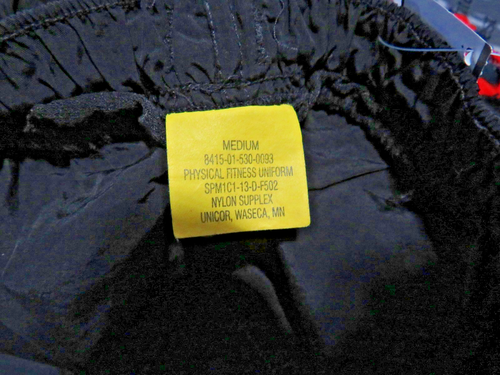 MEDIUM
8415-01-530-0093
PHYSICAL FITNESS UNIFORM
SPM1C1-13-D-F502
NYLON SUPPLEX
UNICOR, WASECA, MN